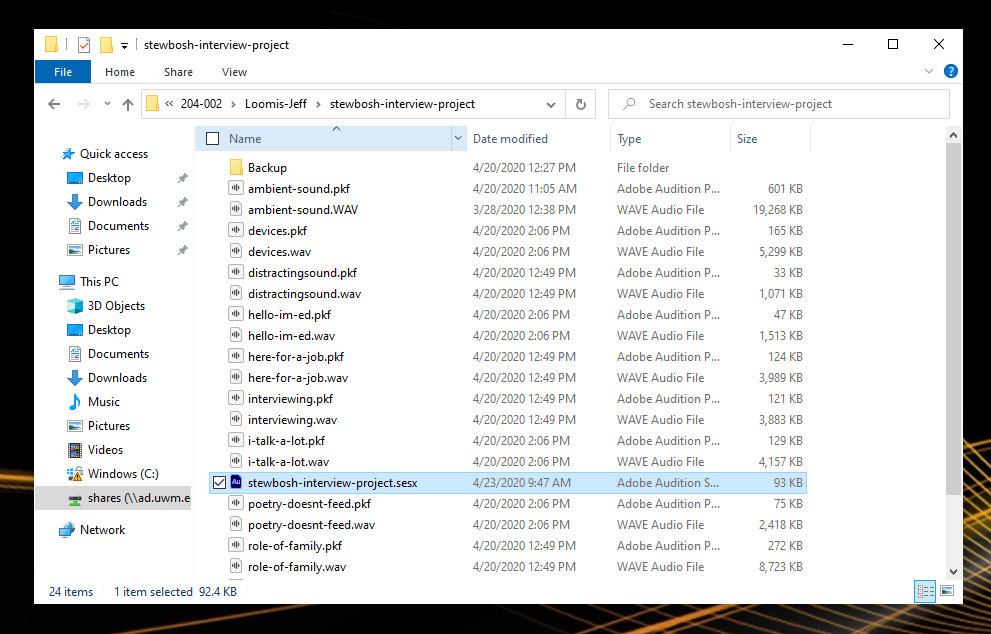 stewbosh-interview-project
File Home Share View
« 204-002 › Loomis-Jeff › stewbosh-interview-project Search stewbosh-interview-project
Name Date modified Type Size
Quick access
Desktop
Downloads
Documents
Pictures
This PC
3D Objects
Desktop
Documents
Downloads
Music
Pictures
Videos
Windows (C:)
shares (\\ad.uwm.e
Network
Backup 4/20/2020 12:27 PM File folder
ambient-sound.pkf 4/20/2020 11:05 AM Adobe Audition P... 601 KB
ambient-sound.WAV 3/28/2020 12:38 PM WAVE Audio File 19,268 KB
devices.pkf 4/20/2020 2:06 PM Adobe Audition P... 165 KB
devices.wav 4/20/2020 2:06 PM WAVE Audio File 5,299 KB
distractingsound.pkf 4/20/2020 12:49 PM Adobe Audition P... 33 KB
distractingsound.wav 4/20/2020 12:49 PM WAVE Audio File 1,071 KB
hello-im-ed.pkf 4/20/2020 2:06 PM Adobe Audition P... 47 KB
hello-im-ed.wav 4/20/2020 2:06 PM WAVE Audio File 1,513 KB
here-for-a-job.pkf 4/20/2020 12:49 PM Adobe Audition P... 124 KB
here-for-a-job.wav 4/20/2020 12:49 PM WAVE Audio File 3,989 KB
interviewing.pkf 4/20/2020 12:49 PM Adobe Audition P... 121 KB
interviewing.wav 4/20/2020 12:49 PM WAVE Audio File 3,883 KB
i-talk-a-lot.pkf 4/20/2020 2:06 PM Adobe Audition P... 129 KB
i-talk-a-lot.wav 4/20/2020 2:06 PM WAVE Audio File 4,157 KB
Au stewbosh-interview-project.sesx 4/23/2020 9:47 AM Adobe Audition S... 93 KB
poetry-doesnt-feed.pkf 4/20/2020 2:06 PM Adobe Audition P... 75 KB
poetry-doesnt-feed.wav 4/20/2020 2:06 PM WAVE Audio File 2,418 KB
role-of-family.pkf 4/20/2020 12:49 PM Adobe Audition P... 272 KB
role-of-family.wav 4/20/2020 12:49 PM WAVE Audio File 8,723 KB
24 items 1 item selected 92.4 KB